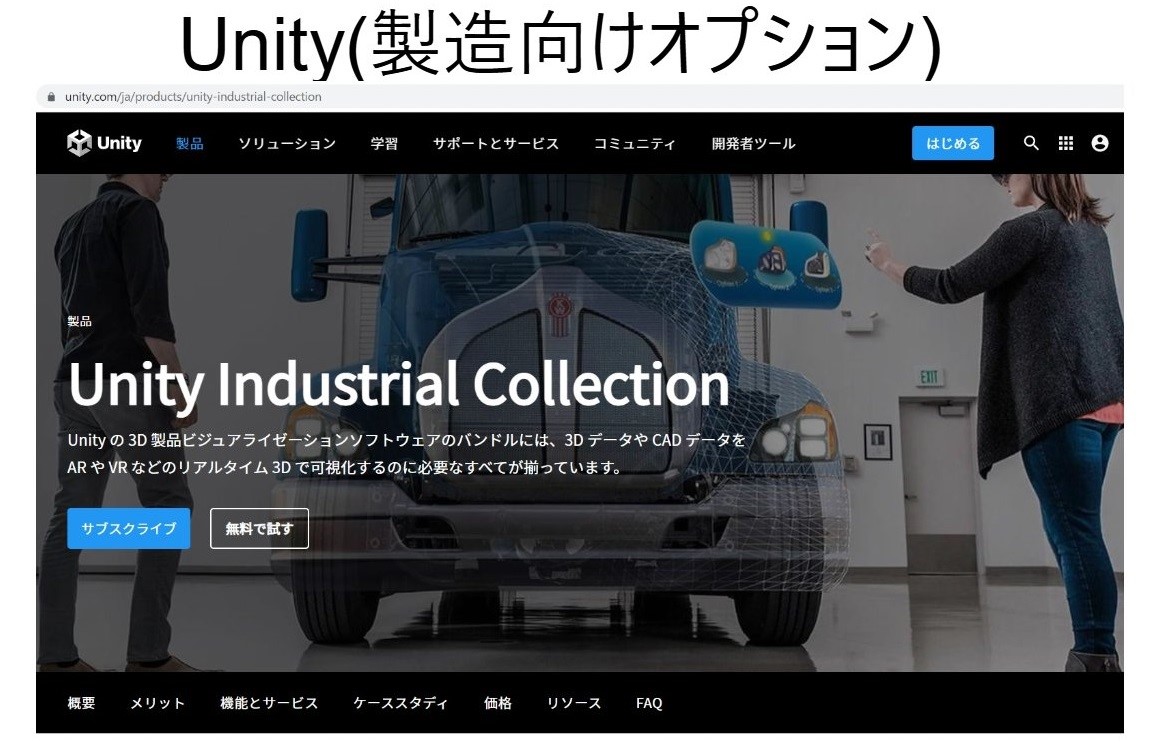 Unity(製造向けオプション)
unity.com/ja/products/unity-industrial-collection
Unity 製品 ソリューション 学習 サポートとサービス コミュニティ 開発者ツール はじめる
EXIT
製品
Unity Industrial Collection
Unity の 3D 製品ビジュアライゼーションソフトウェアのバンドルには、3D データや CAD データを
AR や VR などのリアルタイム 3D で可視化するのに必要なすべてが揃っています。
サブスクライブ 無料で試す
概要 メリット 機能とサービス ケーススタディ 価格 リソース FAQ